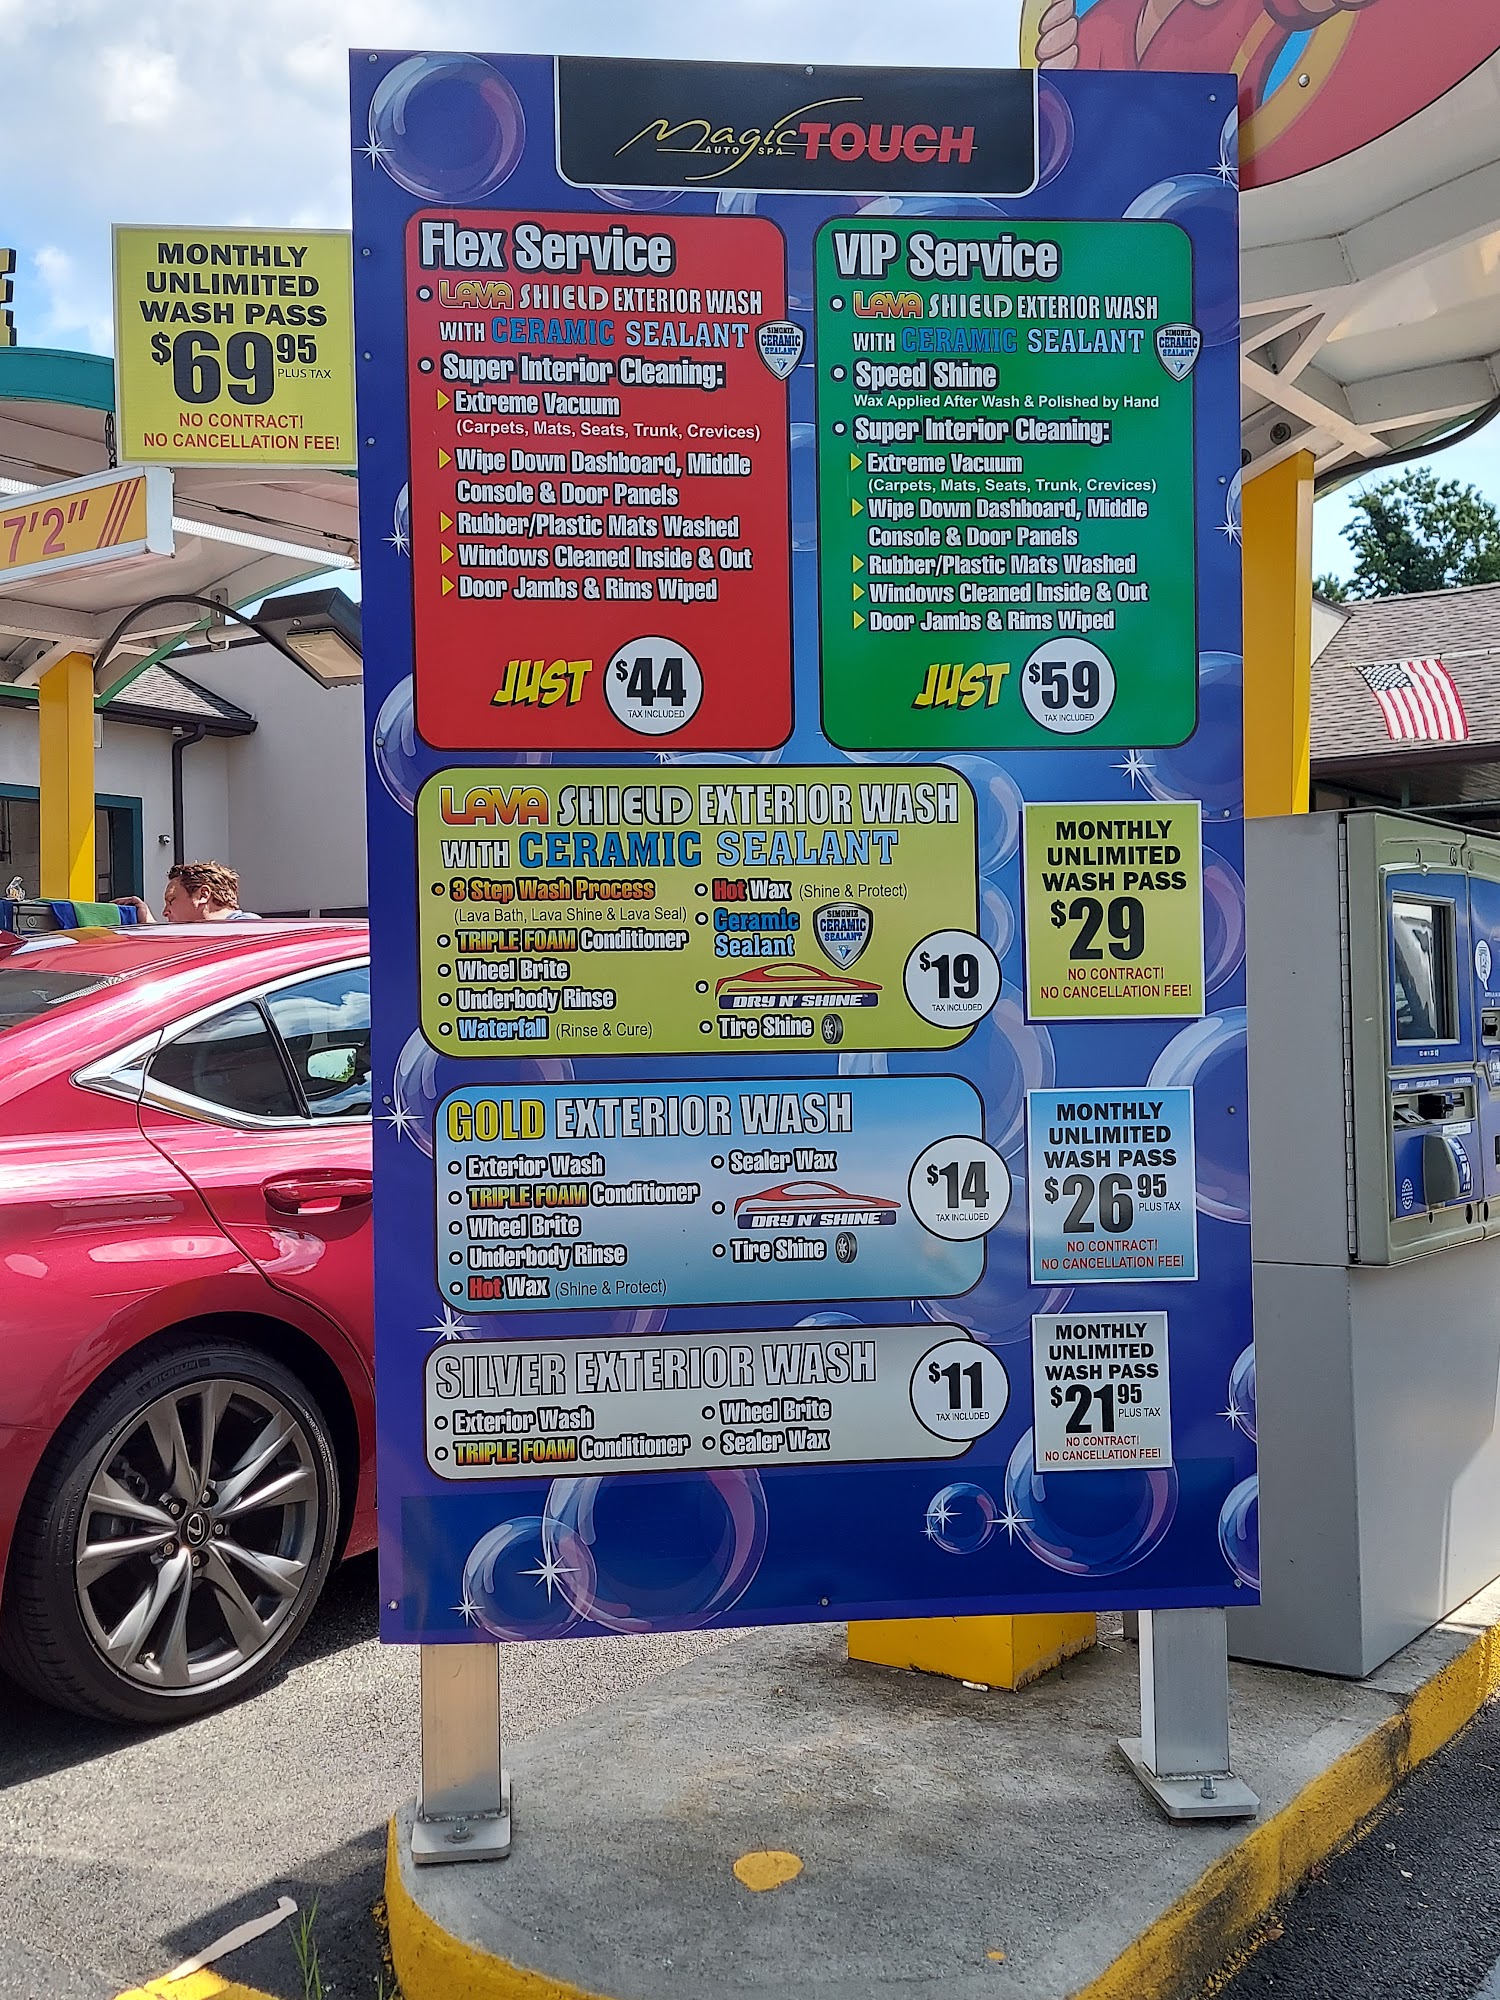 Magic TOUCH
AUTO SPA
MONTHLY
UNLIMITED
WASH PASS
$69.95
PLUS TAX
NO CONTRACT!
NO CANCELLATION FEE!
7'2"
Flex Service
LAVA SHIELD EXTERIOR WASH
WITH CERAMIC SEALANT
SIMONIZ CERAMIC SEALANT
Super Interior Cleaning:
Extreme Vacuum
(Carpets, Mats, Seats, Trunk, Crevices)
Wipe Down Dashboard, Middle
Console & Door Panels
Rubber/Plastic Mats Washed
Windows Cleaned Inside & Out
Door Jambs & Rims Wiped
JUST $44
TAX INCLUDED
VIP Service
LAVA SHIELD EXTERIOR WASH
WITH CERAMIC SEALANT
SIMONIZ CERAMIC SEALANT
Speed Shine
Wax Applied After Wash & Polished by Hand
Super Interior Cleaning:
Extreme Vacuum
(Carpets, Mats, Seats, Trunk, Crevices)
Wipe Down Dashboard, Middle
Console & Door Panels
Rubber/Plastic Mats Washed
Windows Cleaned Inside & Out
Door Jambs & Rims Wiped
JUST $59
TAX INCLUDED
LAVA SHIELD EXTERIOR WASH
WITH CERAMIC SEALANT
3 Step Wash Process
(Lava Bath, Lava Shine & Lava Seal)
TRIPLE FOAM Conditioner
Wheel Brite
Underbody Rinse
Waterfall (Rinse & Cure)
Hot Wax (Shine & Protect)
Ceramic
Sealant
SIMONIZ CERAMIC SEALANT
DRY N' SHINE™
Tire Shine
$19
TAX INCLUDED
MONTHLY
UNLIMITED
WASH PASS
$29
NO CONTRACT!
NO CANCELLATION FEE!
GOLD EXTERIOR WASH
Exterior Wash
TRIPLE FOAM Conditioner
Wheel Brite
Underbody Rinse
Hot Wax (Shine & Protect)
Sealer Wax
DRY N' SHINE™
Tire Shine
$14
TAX INCLUDED
MONTHLY
UNLIMITED
WASH PASS
$26.95
PLUS TAX
NO CONTRACT!
NO CANCELLATION FEE!
SILVER EXTERIOR WASH
Exterior Wash
TRIPLE FOAM Conditioner
Wheel Brite
Sealer Wax
$11
TAX INCLUDED
MONTHLY
UNLIMITED
WASH PASS
$21.95
PLUS TAX
NO CONTRACT!
NO CANCELLATION FEE!